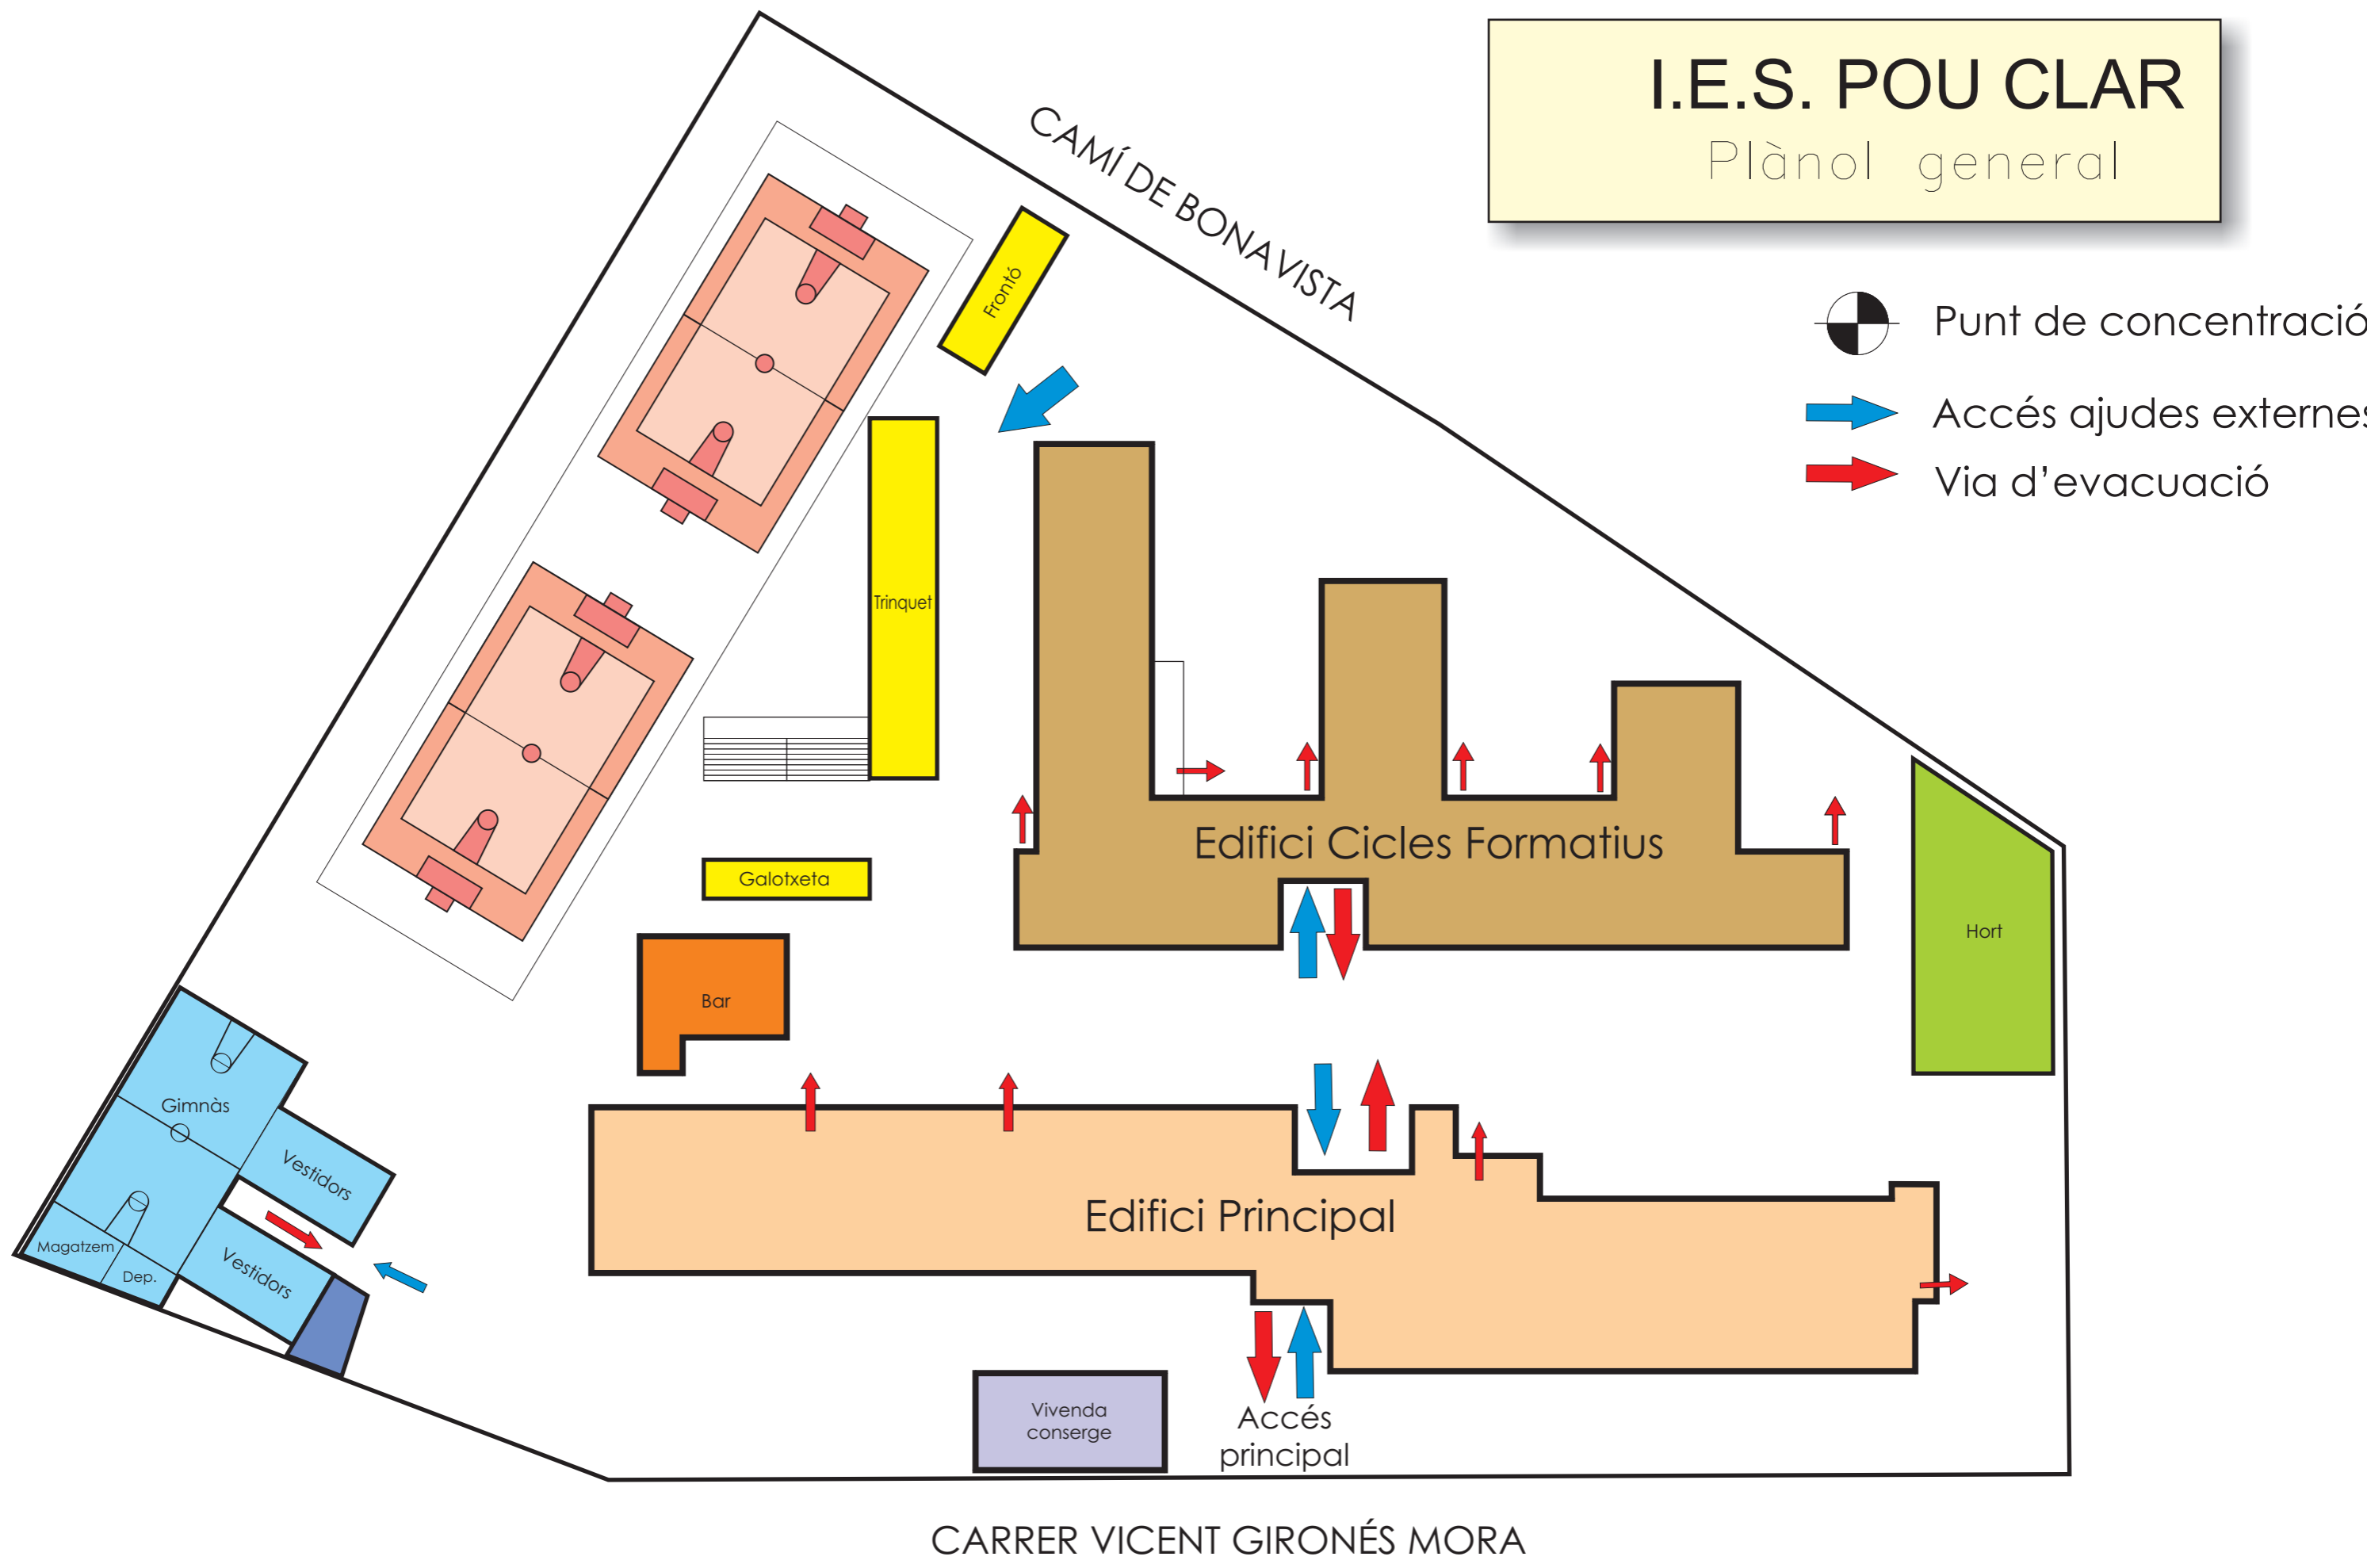 I.E.S. POU CLAR
Plànol general
CAMÍ DE BONAVISTA
Punt de concentració
Accés ajudes externes
Via d'evacuació
Frontó
Trinquet
Edifici Cicles Formatius
Galotxeta
Hort
Bar
Gimnàs
Vestidors
Edifici Principal
Magatzem
Dep.
Vestidors
Vivenda
conserge
Accés
principal
CARRER VICENT GIRONÉS MORA